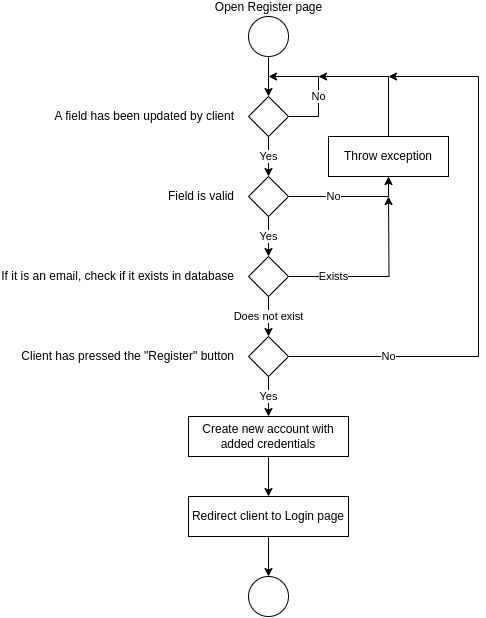 Open Register page
No
A field has been updated by client
Yes
Throw exception
Field is valid
No
Yes
If it is an email, check if it exists in database
Exists
Does not exist
Client has pressed the "Register" button
No
Yes
Create new account with
added credentials
Redirect client to Login page